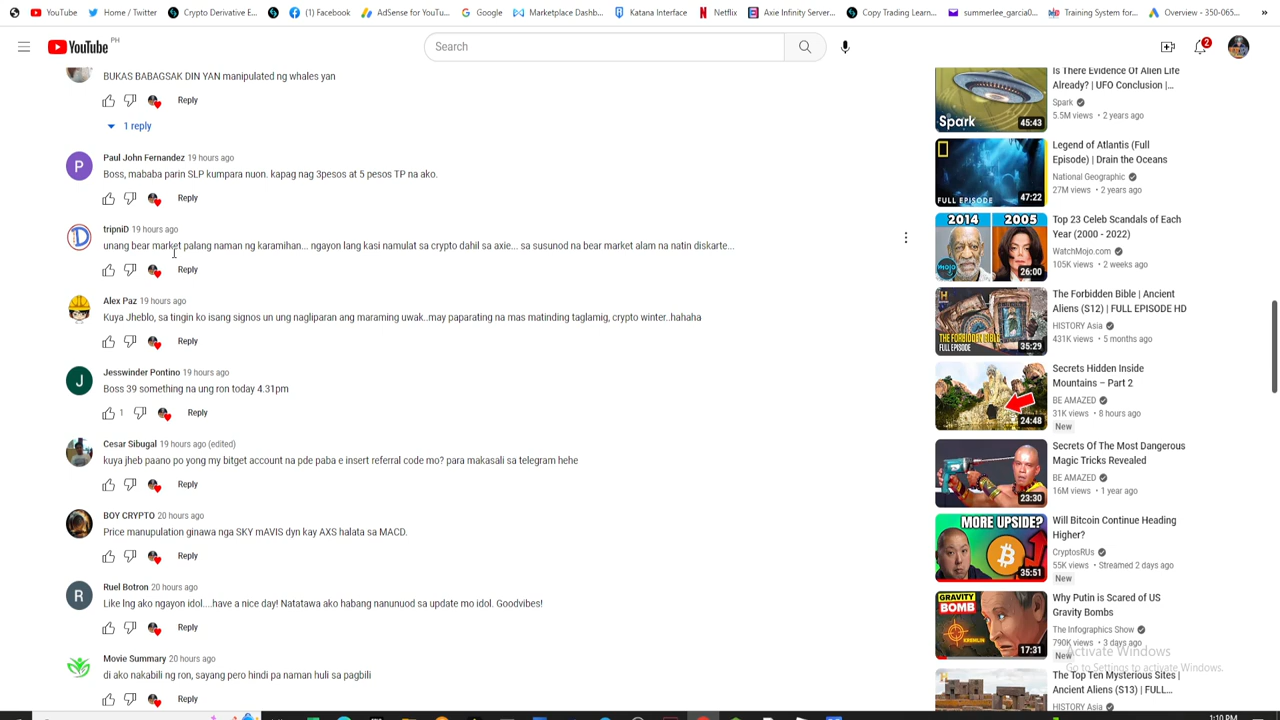 YouTube
Home / Twitter
Crypto Derivative E...
(1) Facebook
AdSense for YouTu...
Google
Marketplace Dashb...
Katana Interface
Netflix
Axie Infinity Server...
Copy Trading Learn...
summerlee_garcia0...
Training System for...
Overview - 350-065...
»
YouTube PH
Search
2
BUKAS BABAGSAK DIN YAN manipulated ng whales yan
Reply
1 reply
P
Paul John Fernandez 19 hours ago
Boss, mababa parin SLP kumpara nuon. kapag nag 3pesos at 5 pesos TP na ako.
Reply
tripniD 19 hours ago
unang bear market palang naman ng karamihan... ngayon lang kasi namulat sa crypto dahil sa axie... sa susunod na bear market alam na natin diskarte...
Reply
Alex Paz 19 hours ago
Kuya Jheblo, sa tingin ko isang signos un ung nagliparan ang maraming uwak..may paparating na mas matinding taglamig, crypto winter..hahaha
Reply
J
Jesswinder Pontino 19 hours ago
Boss 39 something na ung ron today 4.31pm
1 Reply
Cesar Sibugal 19 hours ago (edited)
kuya jheb paano po yong my bitget account na pde paba e insert referral code mo? para makasali sa telegram hehe
Reply
BOY CRYPTO 20 hours ago
Price manupulation ginawa nga SKY mAVIS dyn kay AXS halata sa MACD.
Reply
R
Ruel Botron 20 hours ago
Like lng ako ngayon idol....have a nice day! Natatawa ako habang nanunuod sa update mo idol. Goodvibes!
Reply
Movie Summary 20 hours ago
di ako nakabili ng ron, sayang pero hindi pa naman huli sa pagbili
Reply
Spark
45:43
Is There Evidence Of Alien Life
Already? | UFO Conclusion |...
Spark
5.5M views • 2 years ago
FULL EPISODE
47:22
Legend of Atlantis (Full
Episode) | Drain the Oceans
National Geographic
27M views • 2 years ago
2014
2005
mojo
26:00
Top 23 Celeb Scandals of Each
Year (2000 - 2022)
WatchMojo.com
105K views • 2 weeks ago
THE FORBIDDEN BIBLE
FULL EPISODE
35:29
The Forbidden Bible | Ancient
Aliens (S12) | FULL EPISODE HD
HISTORY Asia
431K views • 5 months ago
24:48
Secrets Hidden Inside
Mountains – Part 2
BE AMAZED
31K views • 8 hours ago
New
23:30
Secrets Of The Most Dangerous
Magic Tricks Revealed
BE AMAZED
16M views • 1 year ago
MORE UPSIDE?
35:51
Will Bitcoin Continue Heading
Higher?
CryptosRUs
55K views • Streamed 2 days ago
New
GRAVITY
BOMB
KREMLIN
17:31
Why Putin is Scared of US
Gravity Bombs
The Infographics Show
790K views • 3 days ago
New
Activate Windows
Go to Settings to activate Windows.
The Top Ten Mysterious Sites |
Ancient Aliens (S13) | FULL...
HISTORY Asia
1:10 PM